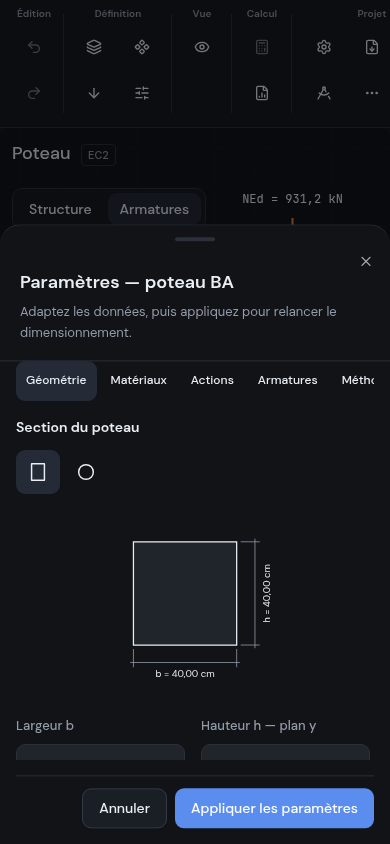 Édition Définition Vue Calcul Projet
Poteau EC2
Structure Armatures
NEd = 931,2 kN
Paramètres — poteau BA
Adaptez les données, puis appliquez pour relancer le
dimensionnement.
Géométrie Matériaux Actions Armatures
Section du poteau
h = 40,00 cm
b = 40,00 cm
Largeur b Hauteur h — plan y
Annuler Appliquer les paramètres